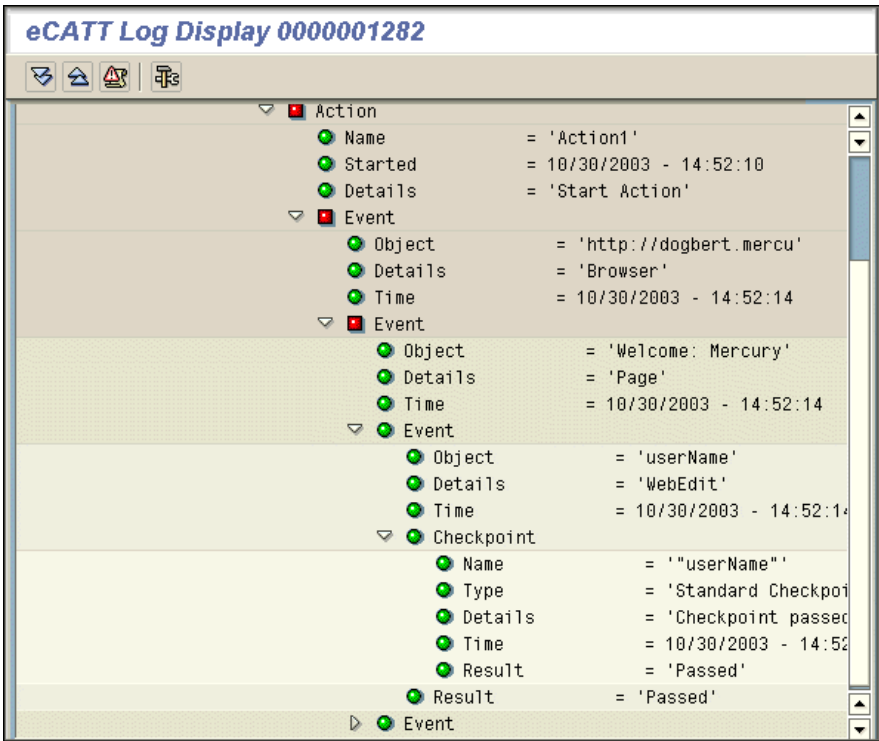 eCATT Log Display 0000001282
Action
Name = 'Action1'
Started = 10/30/2003 - 14:52:10
Details = 'Start Action'
Event
Object = 'http://dogbert.mercu'
Details = 'Browser'
Time = 10/30/2003 - 14:52:14
Event
Object = 'Welcome: Mercury'
Details = 'Page'
Time = 10/30/2003 - 14:52:14
Event
Object = 'userName'
Details = 'WebEdit'
Time = 10/30/2003 - 14:52:14
Checkpoint
Name = '"userName"'
Type = 'Standard Checkpoi
Details = 'Checkpoint passed
Time = 10/30/2003 - 14:52
Result = 'Passed'
Result = 'Passed'
Event